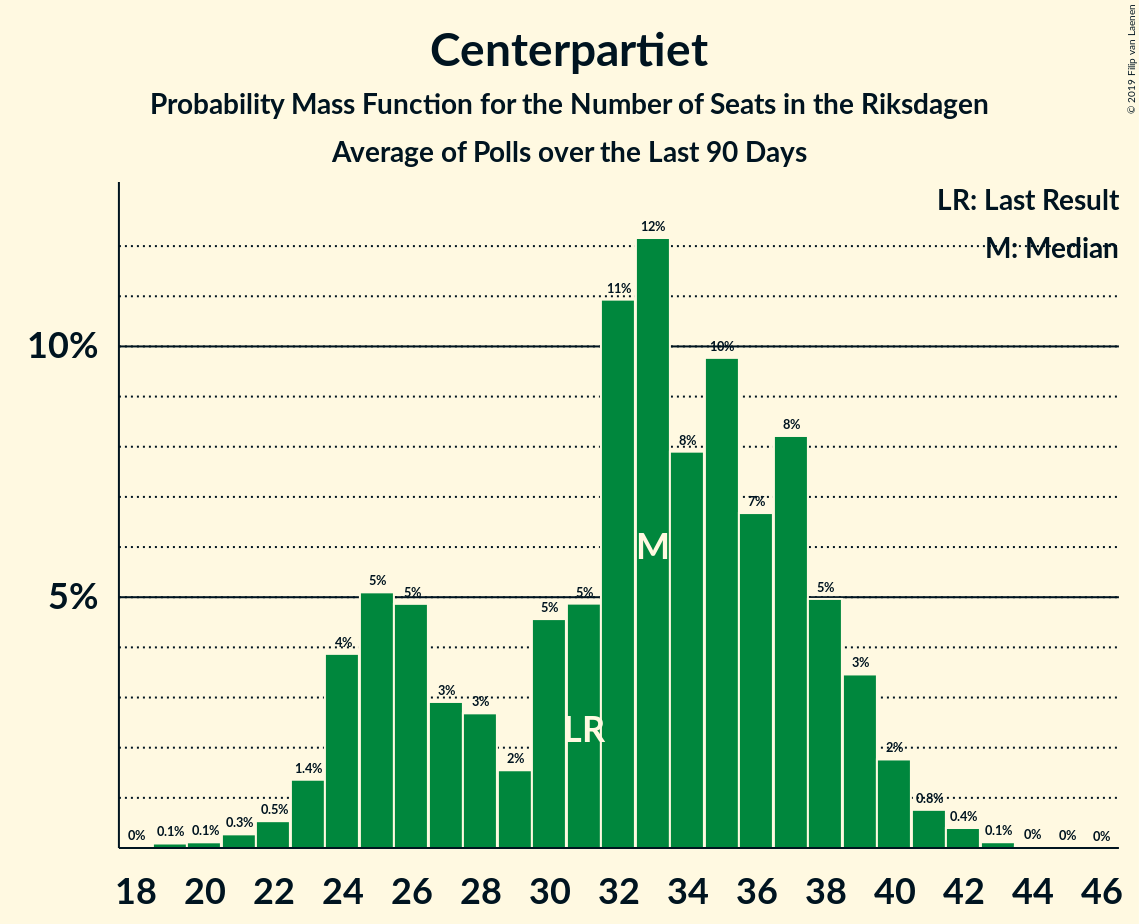 Centerpartiet
Probability Mass Function for the Number of Seats in the Riksdagen
Average of Polls over the Last 90 Days
© 2019 Filip van Laenen
LR: Last Result
M: Median
10%
5%
0% 0.1% 0.1% 0.3% 0.5% 1.4% 4% 5% 5% 3% 3% 2% 5% 5% 11% 12% 8% 10% 7% 8% 5% 3% 2% 0.8% 0.4% 0.1% 0% 0% 0%
M
LR
18 20 22 24 26 28 30 32 34 36 38 40 42 44 46